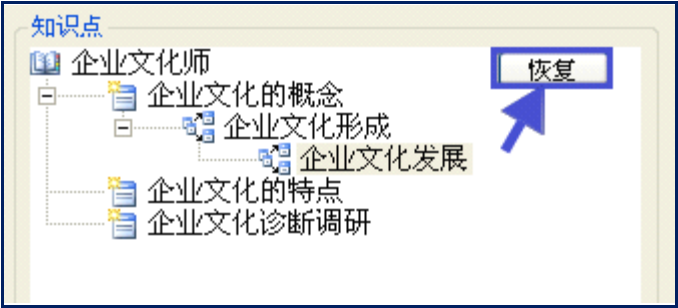 知识点
企业文化师
恢复
企业文化的概念
企业文化形成
企业文化发展
企业文化的特点
企业文化诊断调研